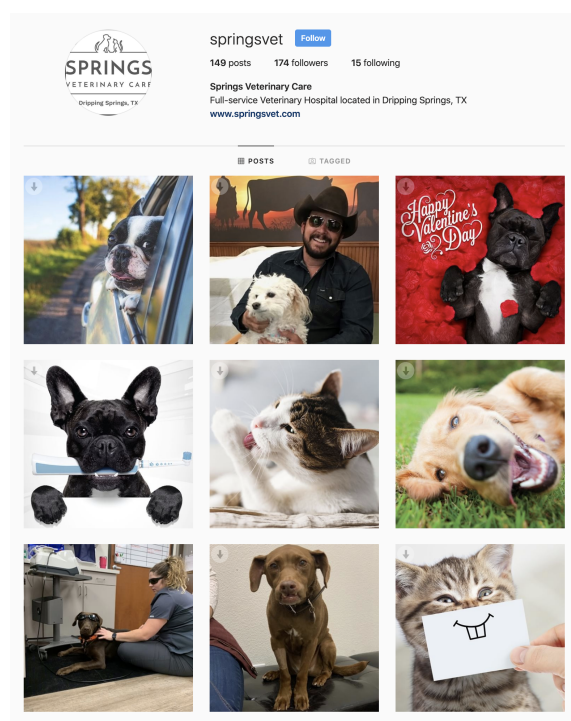 springsvet
Follow
149 posts 174 followers 15 following
SPRINGS
VETERINARY CARE
Dripping Springs, TX
Springs Veterinary Care
Full-service Veterinary Hospital located in Dripping Springs, TX
www.springsvet.com
POSTS TAGGED
Happy
Valentine's
Day